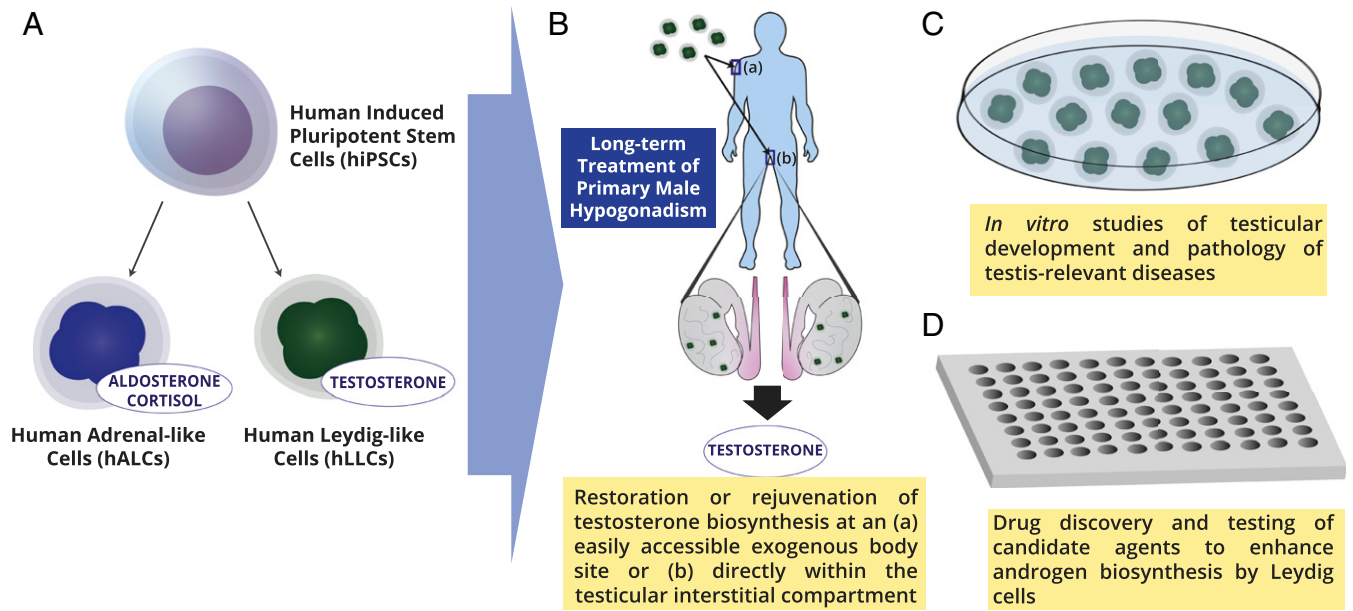 A
Human Induced
Pluripotent Stem
Cells (hiPSCs)
ALDOSTERONE
CORTISOL
TESTOSTERONE
Human Adrenal-like
Cells (hALCs)
Human Leydig-like
Cells (hLLCs)
B
(a)
Long-term
Treatment of
Primary Male
Hypogonadism
(b)
TESTOSTERONE
Restoration or rejuvenation of
testosterone biosynthesis at an (a)
easily accessible exogenous body
site or (b) directly within the
testicular interstitial compartment
C
In vitro studies of testicular
development and pathology of
testis-relevant diseases
D
Drug discovery and testing of
candidate agents to enhance
androgen biosynthesis by Leydig
cells